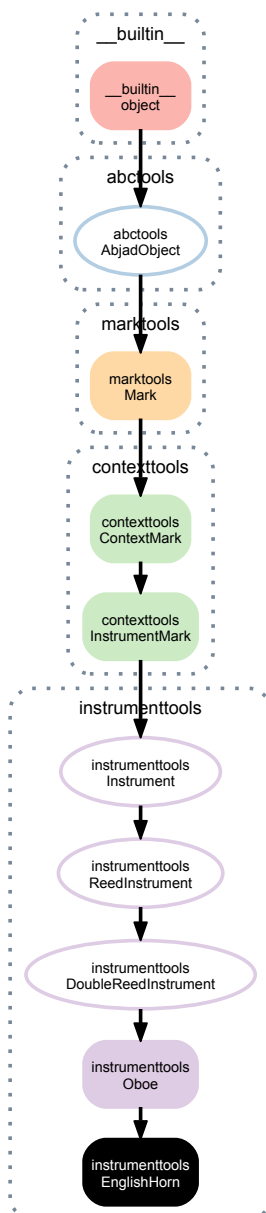 __builtin__
__builtin__
object
abctools
abctools
AbjadObject
marktools
marktools
Mark
contexttools
contexttools
ContextMark
contexttools
InstrumentMark
instrumenttools
instrumenttools
Instrument
instrumenttools
ReedInstrument
instrumenttools
DoubleReedInstrument
instrumenttools
Oboe
instrumenttools
EnglishHorn